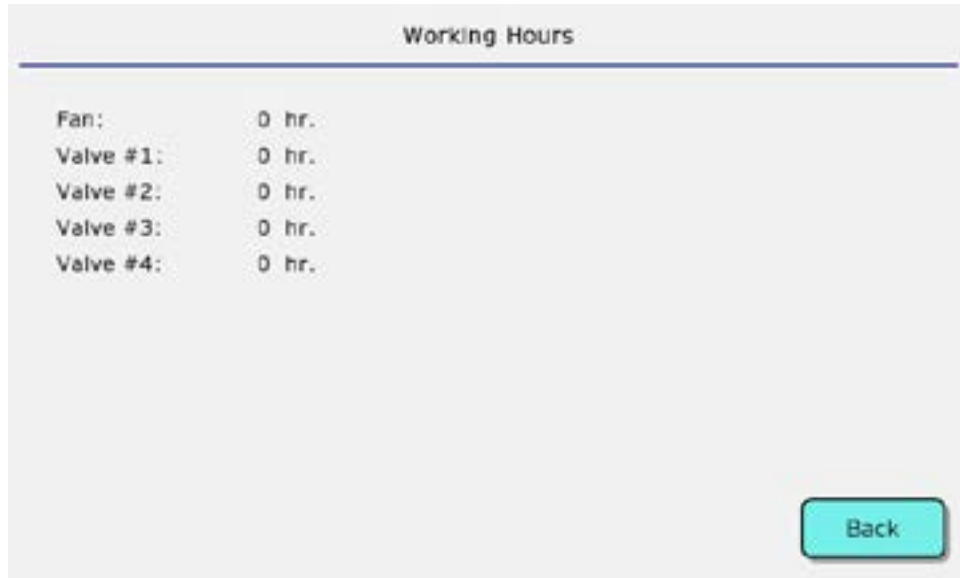 Working Hours
Fan: 0 hr.
Valve #1: 0 hr.
Valve #2: 0 hr.
Valve #3: 0 hr.
Valve #4: 0 hr.
Back